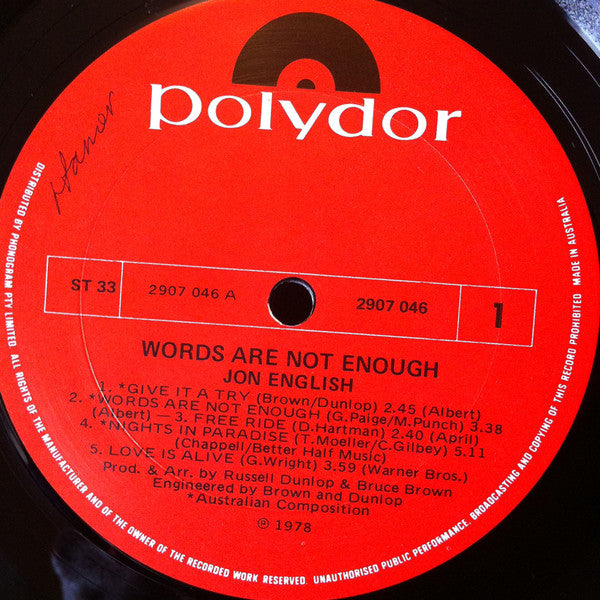 polydor
Hamer
ST 33
2907 046 A
2907 046
1
WORDS ARE NOT ENOUGH
JON ENGLISH
1. *GIVE IT A TRY (Brown/Dunlop) 2.45 (Albert)
2. *WORDS ARE NOT ENOUGH (G.Paige/M.Punch) 3.38
(Albert) — 3. FREE RIDE (D.Hartman) 2.40 (April)
4. *NIGHTS IN PARADISE (T.Moeller/C.Gilbey) 5.11
(Chappell/Better Half Music)
5. LOVE IS ALIVE (G.Wright) 3.59 (Warner Bros.)
Prod. & Arr. by Russell Dunlop & Bruce Brown
Engineered by Brown and Dunlop
*Australian Composition
℗ 1978
DISTRIBUTED BY PHONOGRAM PTY LIMITED. ALL RIGHTS OF THE MANUFACTURER AND OF THE OWNER OF THE RECORDED WORK RESERVED. UNAUTHORISED PUBLIC PERFORMANCE, BROADCASTING AND COPYING OF THIS RECORD PROHIBITED MADE IN AUSTRALIA